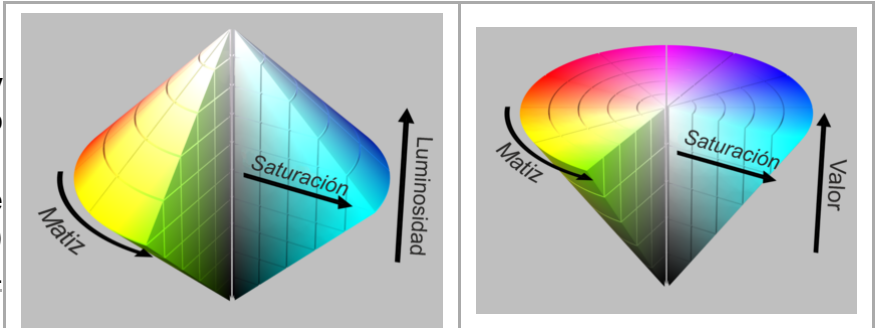 Matiz
Saturación
Luminosidad
Matiz
Saturación
Valor